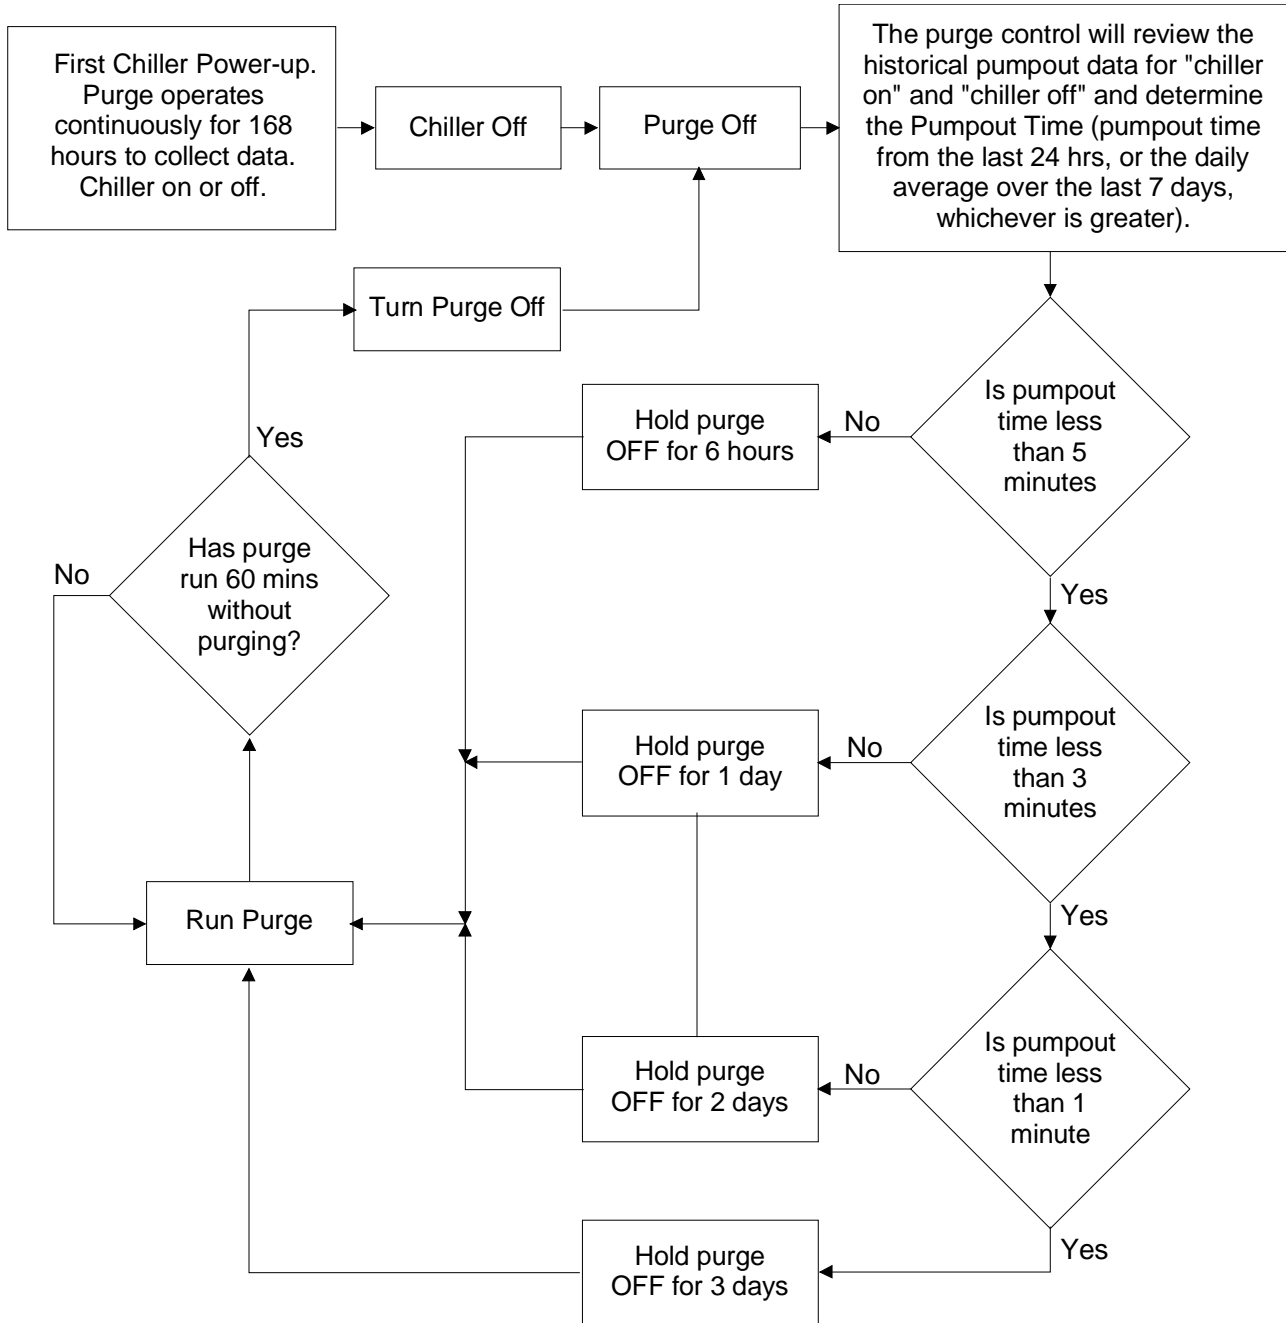 First Chiller Power-up.
Purge operates
continuously for 168
hours to collect data.
Chiller on or off.
Chiller Off
Purge Off
The purge control will review the
historical pumpout data for "chiller
on" and "chiller off" and determine
the Pumpout Time (pumpout time
from the last 24 hrs, or the daily
average over the last 7 days,
whichever is greater).
Turn Purge Off
Is pumpout
time less
than 5
minutes
No
Hold purge
OFF for 6 hours
Yes
Yes
Has purge
run 60 mins
without
purging?
No
Is pumpout
time less
than 3
minutes
No
Hold purge
OFF for 1 day
Yes
Run Purge
Is pumpout
time less
than 1
minute
No
Hold purge
OFF for 2 days
Yes
Hold purge
OFF for 3 days